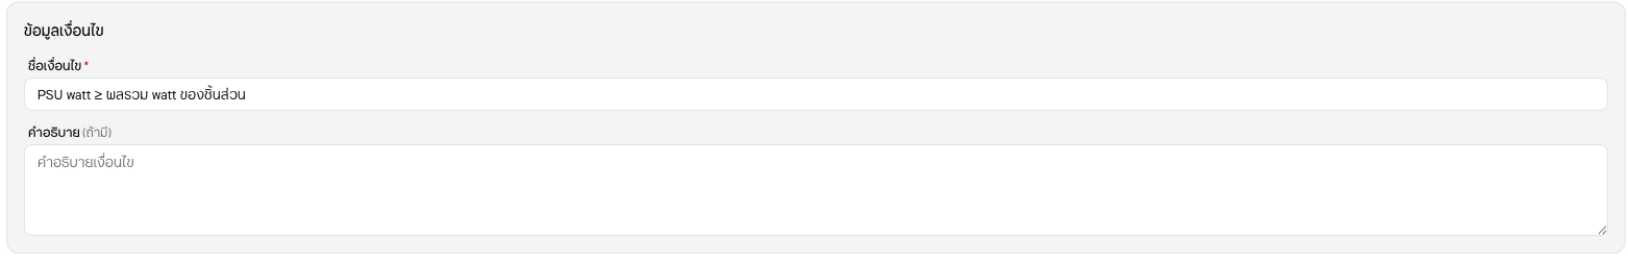 ข้อมูลเงื่อนไข
ชื่อเงื่อนไข *
PSU watt ≥ ผลรวม watt ของชิ้นส่วน
คำอธิบาย (ถ้ามี)
คำอธิบายเงื่อนไข